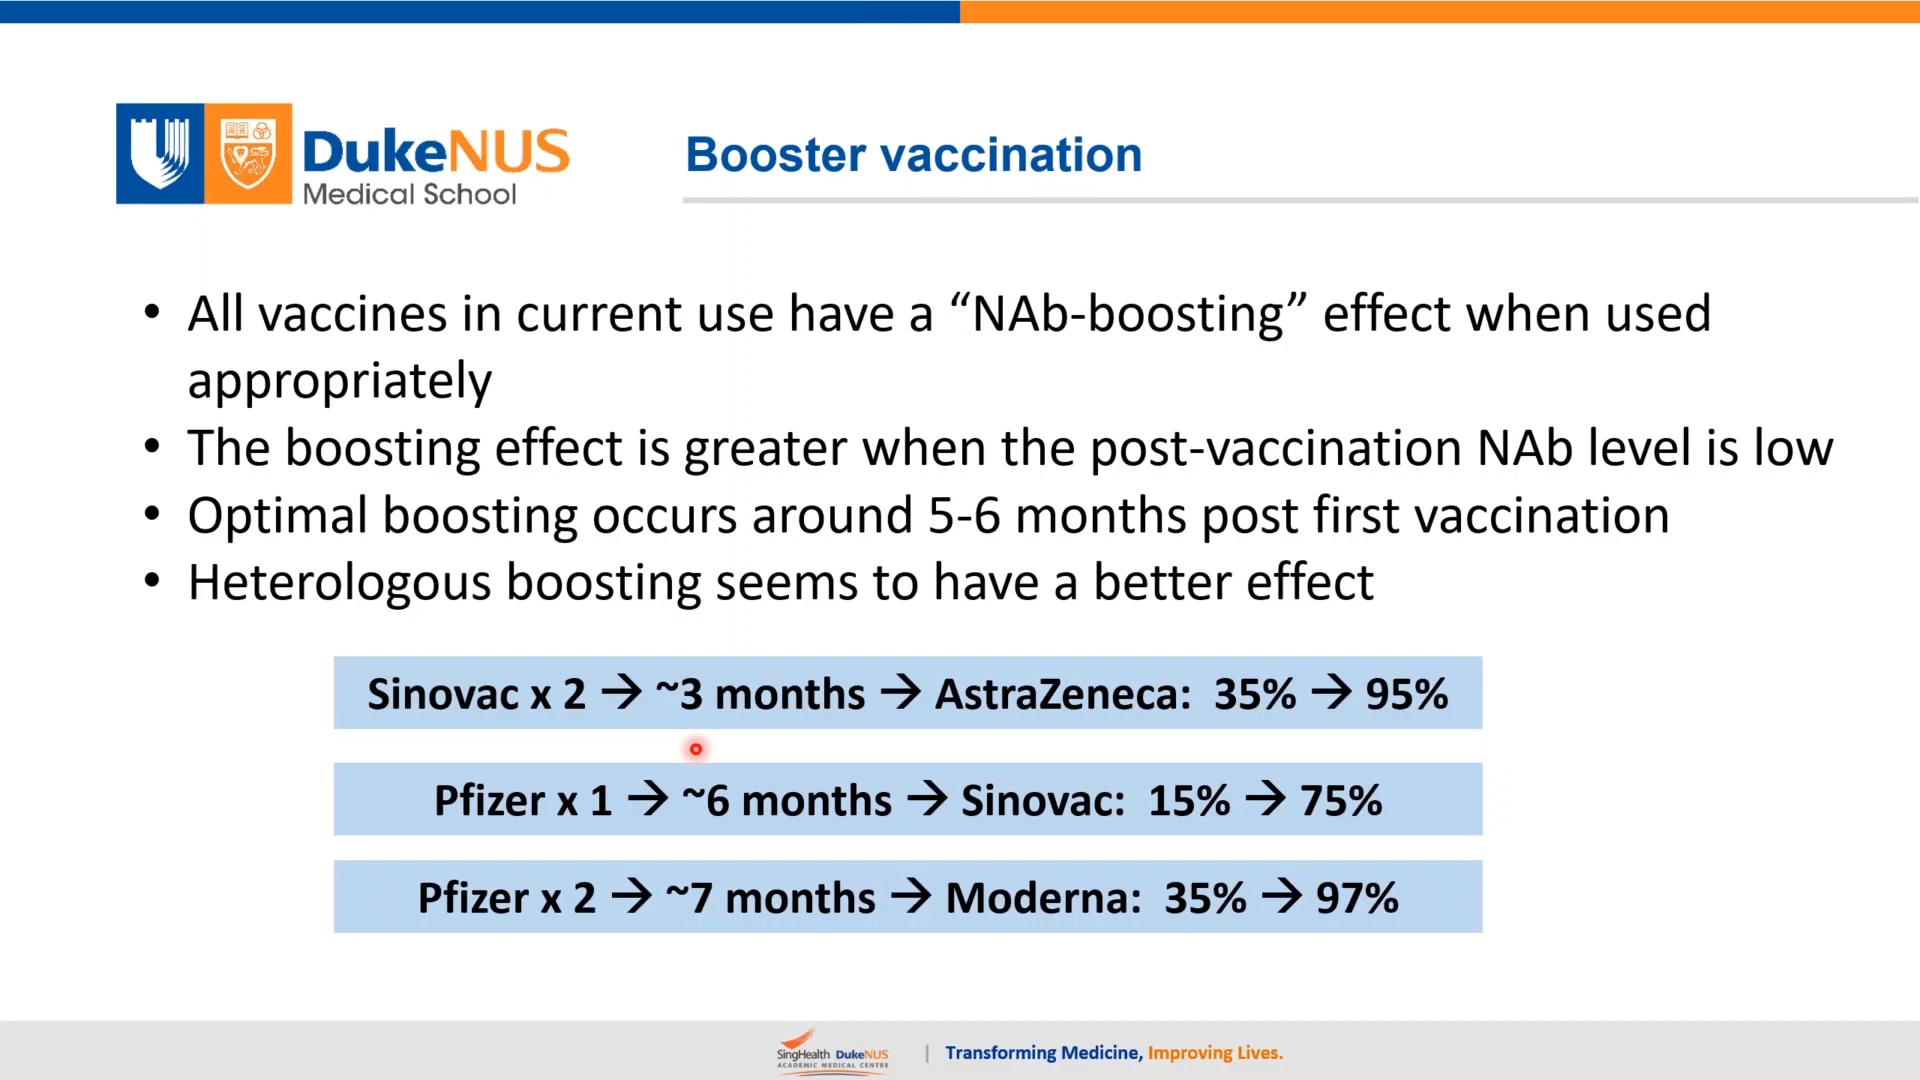 DukeNUS
Medical School
Booster vaccination
• All vaccines in current use have a “NAb-boosting” effect when used
appropriately
• The boosting effect is greater when the post-vaccination NAb level is low
• Optimal boosting occurs around 5-6 months post first vaccination
• Heterologous boosting seems to have a better effect
Sinovac x 2 → ~3 months → AstraZeneca: 35% → 95%
Pfizer x 1 → ~6 months → Sinovac: 15% → 75%
Pfizer x 2 → ~7 months → Moderna: 35% → 97%
SingHealth DukeNUS
ACADEMIC MEDICAL CENTRE
| Transforming Medicine, Improving Lives.